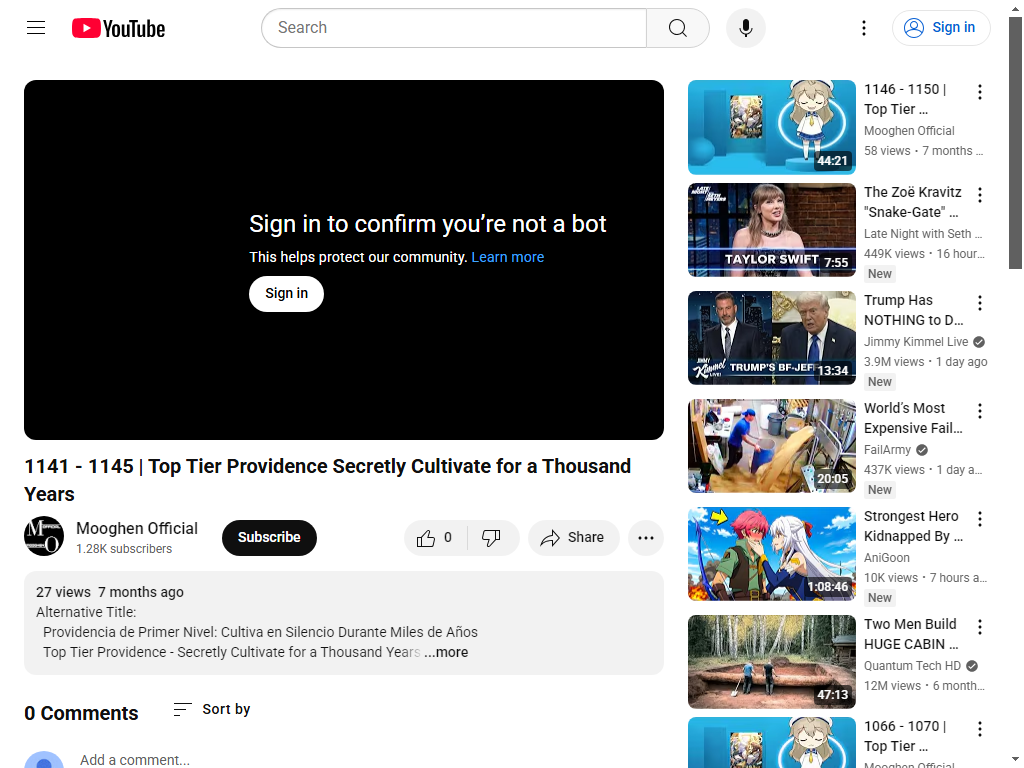 YouTube
Search
Sign in
Sign in to confirm you're not a bot
This helps protect our community. Learn more
Sign in
1141 - 1145 | Top Tier Providence Secretly Cultivate for a Thousand
Years
Mooghen Official
1.28K subscribers
Subscribe
0
Share
27 views 7 months ago
Alternative Title:
Providencia de Primer Nivel: Cultiva en Silencio Durante Miles de Años
Top Tier Providence - Secretly Cultivate for a Thousand Years ...more
0 Comments
Sort by
Add a comment...
44:21
1146 - 1150 |
Top Tier ...
Mooghen Official
58 views • 7 months ...
TAYLOR SWIFT
7:55
The Zoë Kravitz
"Snake-Gate" ...
Late Night with Seth ...
449K views • 16 hour...
New
JIMMY
Kimmel
LIVE!
TRUMP'S BF-JEF
13:34
Trump Has
NOTHING to D...
Jimmy Kimmel Live
3.9M views • 1 day ago
New
20:05
World's Most
Expensive Fail...
FailArmy
437K views • 1 day a...
New
1:08:46
Strongest Hero
Kidnapped By ...
AniGoon
10K views • 7 hours a...
New
47:13
Two Men Build
HUGE CABIN ...
Quantum Tech HD
12M views • 6 month...
1066 - 1070 |
Top Tier ...
Mooghen Official